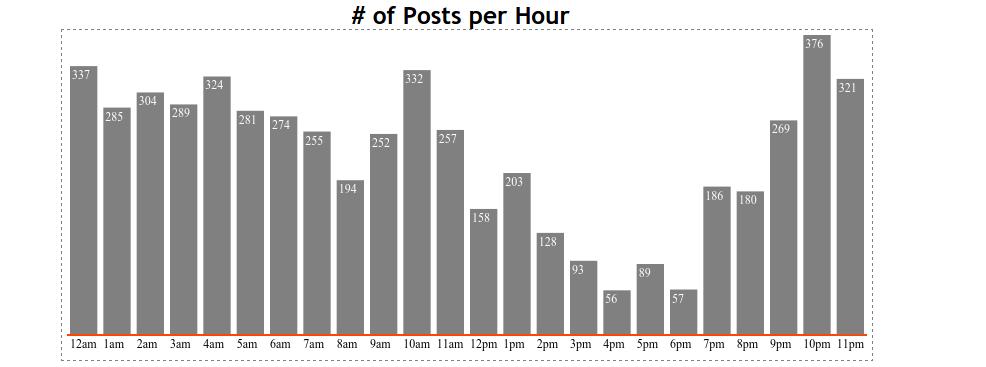 # of Posts per Hour
337 285 304 289 324 281 274 255 194 252 332 257 158 203 128 93 56 89 57 186 180 269 376 321
12am 1am 2am 3am 4am 5am 6am 7am 8am 9am 10am 11am 12pm 1pm 2pm 3pm 4pm 5pm 6pm 7pm 8pm 9pm 10pm 11pm